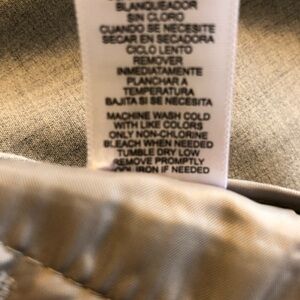 BLANQUEADOR
SIN CLORO
CUANDO SE NECESITE
SECAR EN SECADORA
CICLO LENTO
REMOVER
INMEDIATAMENTE
PLANCHAR A
TEMPERATURA
BAJITA SI SE NECESITA
MACHINE WASH COLD
WITH LIKE COLORS
ONLY NON-CHLORINE
BLEACH WHEN NEEDED
TUMBLE DRY LOW
REMOVE PROMPTLY
IRON IF NEEDED